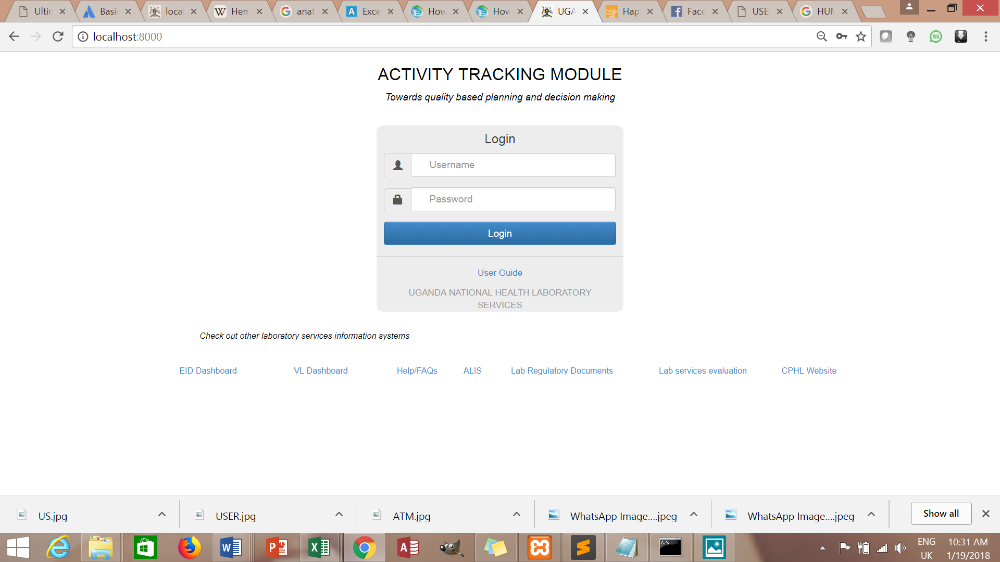 Ultin
Basi
local
Hem
anat
Exce
How
How
UGA
Hap
Face
USE
HUM
localhost:8000
ACTIVITY TRACKING MODULE
Towards quality based planning and decision making
Login
Username
Password
Login
User Guide
UGANDA NATIONAL HEALTH LABORATORY
SERVICES
Check out other laboratory services information systems
EID Dashboard VL Dashboard Help/FAQs ALIS Lab Regulatory Documents Lab services evaluation CPHL Website
US.jpg USER.jpg ATM.jpg WhatsApp Image....jpeg WhatsApp Image....jpeg Show all
ENG 10:31 AM
UK 1/19/2018